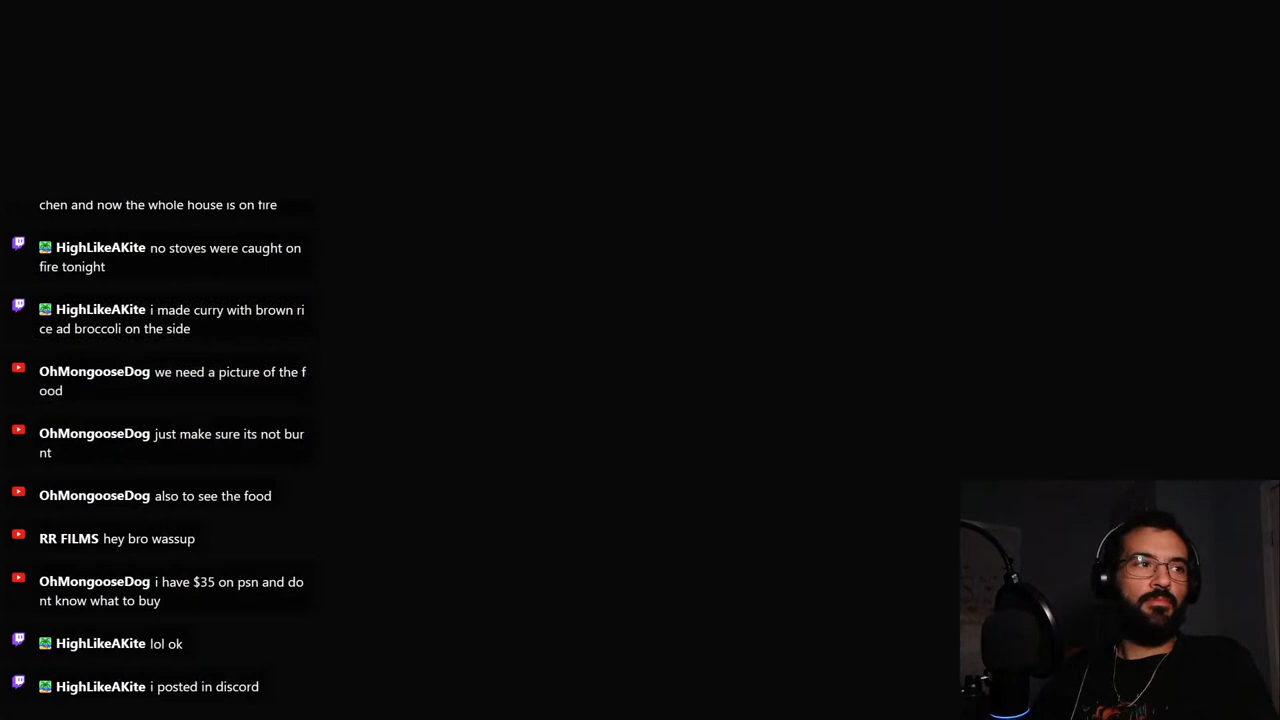 chen and now the whole house is on fire
HighLikeAKite no stoves were caught on
fire tonight
HighLikeAKite i made curry with brown ri
ce ad broccoli on the side
OhMongooseDog we need a picture of the f
ood
OhMongooseDog just make sure its not bur
nt
OhMongooseDog also to see the food
RR FILMS hey bro wassup
OhMongooseDog i have $35 on psn and do
nt know what to buy
HighLikeAKite lol ok
HighLikeAKite i posted in discord